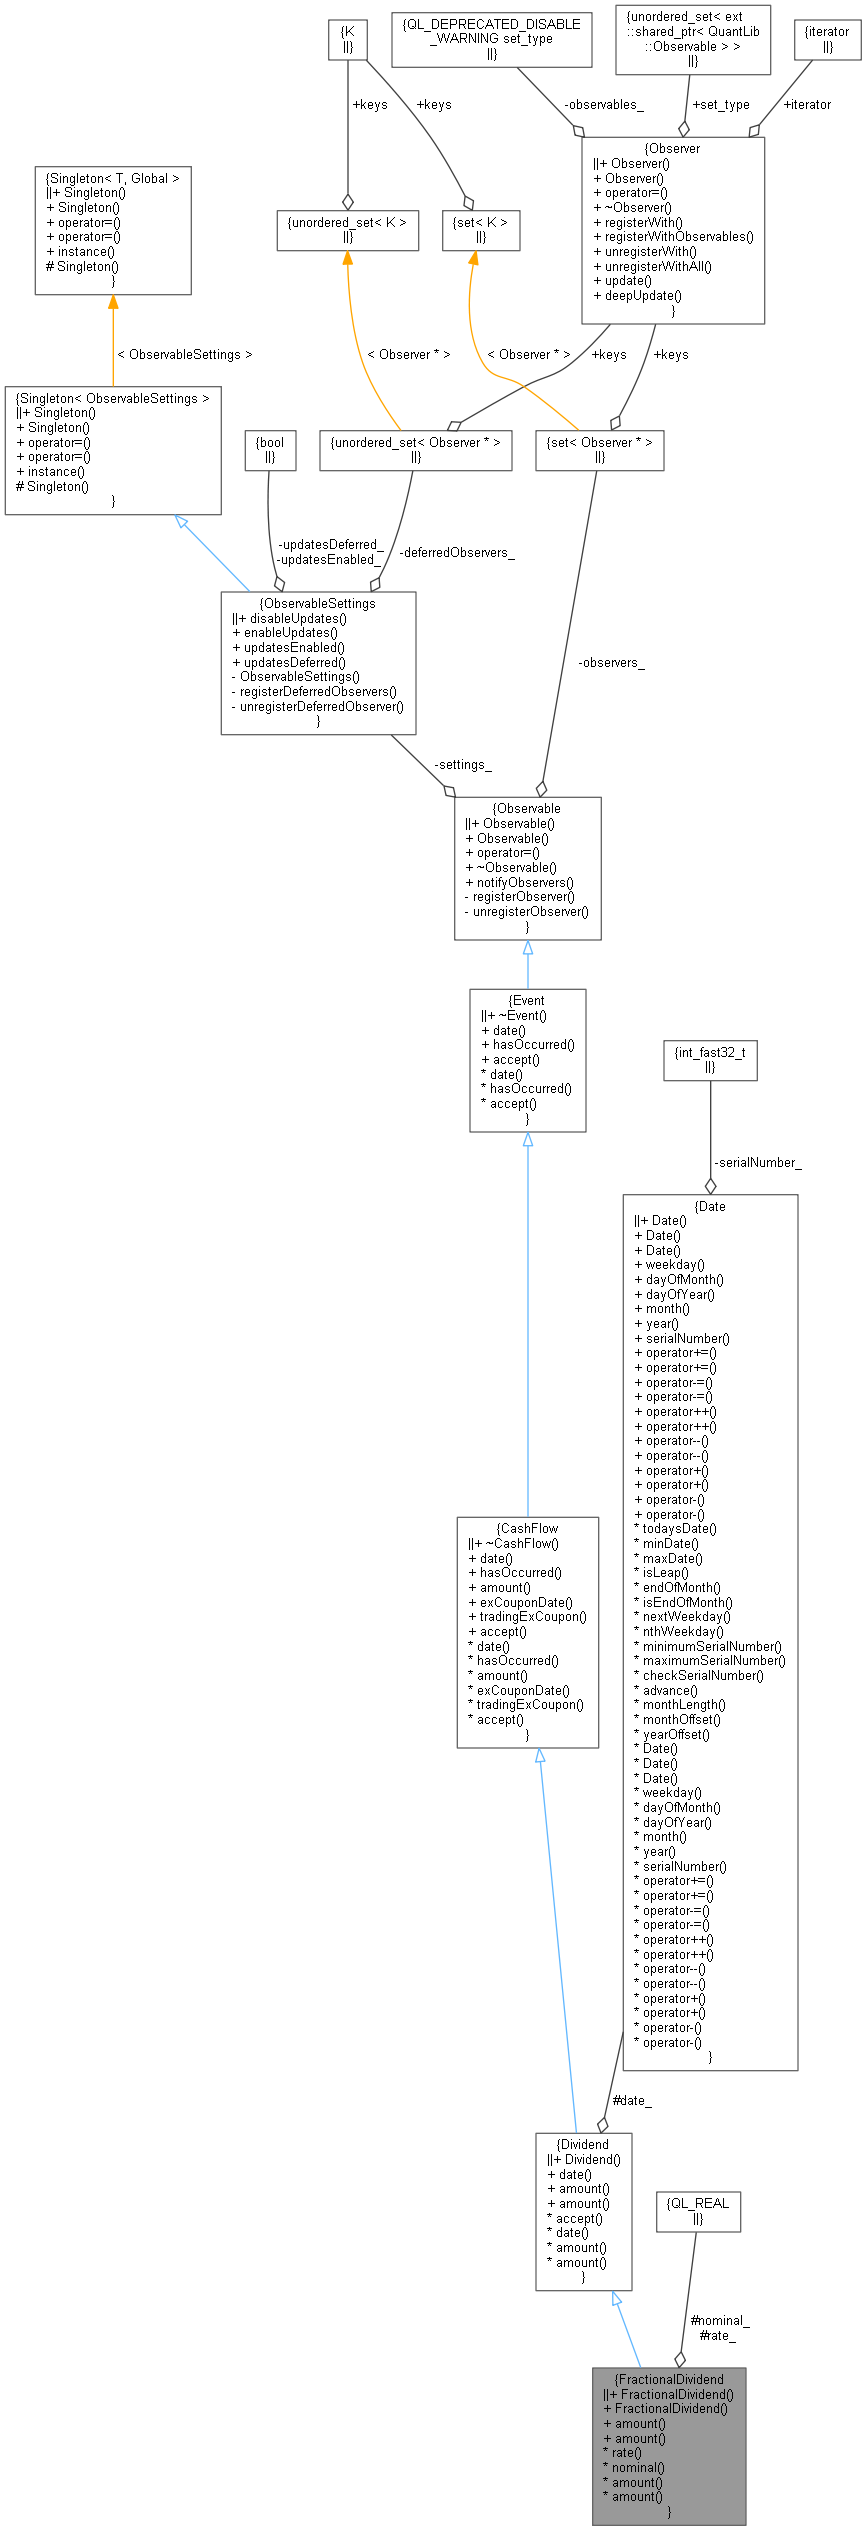 {K
||}
{QL_DEPRECATED_DISABLE
_WARNING set_type
||}
{unordered_set< ext
::shared_ptr< QuantLib
::Observable > >
||}
{iterator
||}
+keys
+keys
-observables_
+set_type
+iterator
{Singleton< T, Global >
||+ Singleton()
+ Singleton()
+ operator=()
+ operator=()
+ instance()
# Singleton()
}
{unordered_set< K >
||}
{set< K >
||}
{Observer
||+ Observer()
+ Observer()
+ operator=()
+ ~Observer()
+ registerWith()
+ registerWithObservables()
+ unregisterWith()
+ unregisterWithAll()
+ update()
+ deepUpdate()
}
< ObservableSettings >
< Observer * >
< Observer * >
+keys
+keys
{Singleton< ObservableSettings >
||+ Singleton()
+ Singleton()
+ operator=()
+ operator=()
+ instance()
# Singleton()
}
{bool
||}
{unordered_set< Observer * >
||}
{set< Observer * >
||}
-updatesDeferred_
-updatesEnabled_
-deferredObservers_
{ObservableSettings
||+ disableUpdates()
+ enableUpdates()
+ updatesEnabled()
+ updatesDeferred()
- ObservableSettings()
- registerDeferredObservers()
- unregisterDeferredObserver()
}
-observers_
-settings_
{Observable
||+ Observable()
+ Observable()
+ operator=()
+ ~Observable()
+ notifyObservers()
- registerObserver()
- unregisterObserver()
}
{Event
||+ ~Event()
+ date()
+ hasOccurred()
+ accept()
* date()
* hasOccurred()
* accept()
}
{int_fast32_t
||}
-serialNumber_
{Date
||+ Date()
+ Date()
+ Date()
+ weekday()
+ dayOfMonth()
+ dayOfYear()
+ month()
+ year()
+ serialNumber()
+ operator+=()
+ operator+=()
+ operator-=()
+ operator-=()
+ operator++()
+ operator++()
+ operator--()
+ operator--()
+ operator+()
+ operator+()
+ operator-()
+ operator-()
* todaysDate()
* minDate()
* maxDate()
* isLeap()
* endOfMonth()
* isEndOfMonth()
* nextWeekday()
* nthWeekday()
* minimumSerialNumber()
* maximumSerialNumber()
* checkSerialNumber()
* advance()
* monthLength()
* monthOffset()
* yearOffset()
* Date()
* Date()
* Date()
* weekday()
* dayOfMonth()
* dayOfYear()
* month()
* year()
* serialNumber()
* operator+=()
* operator+=()
* operator-=()
* operator-=()
* operator++()
* operator++()
* operator--()
* operator--()
* operator+()
* operator+()
* operator-()
* operator-()
}
{CashFlow
||+ ~CashFlow()
+ date()
+ hasOccurred()
+ amount()
+ exCouponDate()
+ tradingExCoupon()
+ accept()
* date()
* hasOccurred()
* amount()
* exCouponDate()
* tradingExCoupon()
* accept()
}
#date_
{Dividend
||+ Dividend()
+ date()
+ amount()
+ amount()
* accept()
* date()
* amount()
* amount()
}
{QL_REAL
||}
#nominal_
#rate_
{FractionalDividend
||+ FractionalDividend()
+ FractionalDividend()
+ amount()
+ amount()
* rate()
* nominal()
* amount()
* amount()
}